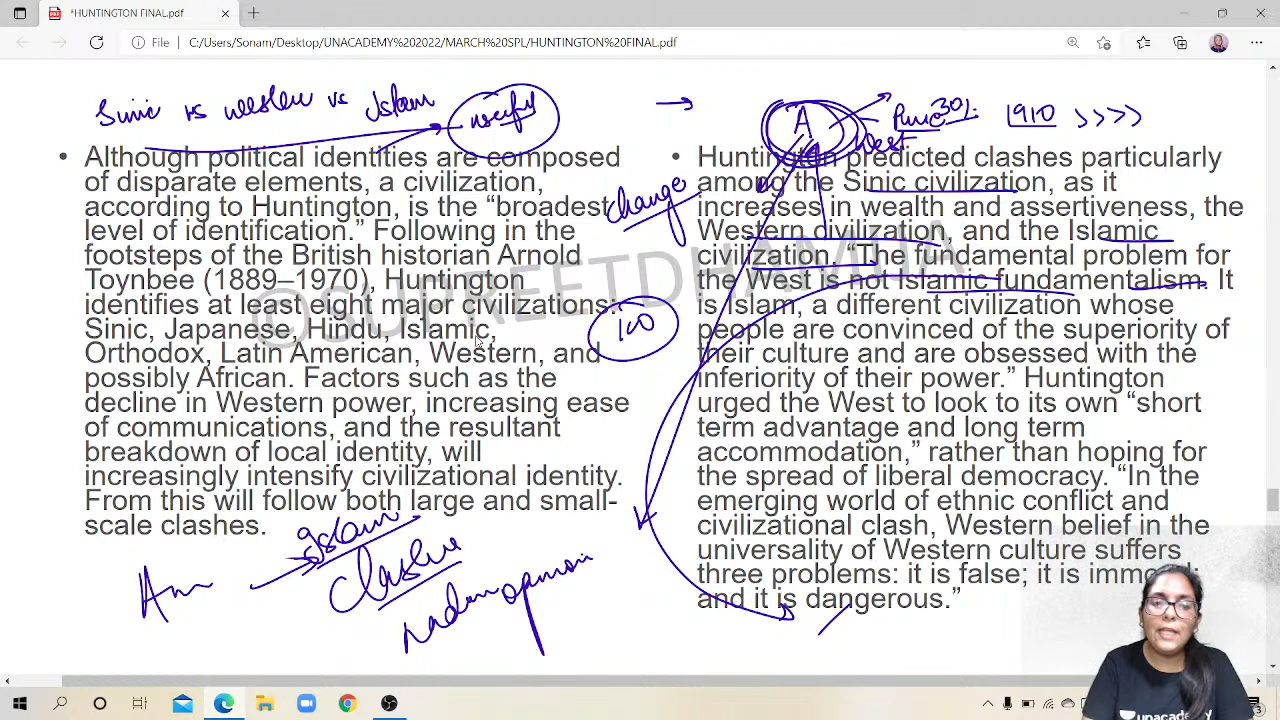 *HUNTINGTON FINAL.pdf
File
C:/Users/Sonam/Desktop/UNACADEMY%202022/MARCH%20SPL/HUNTINGTON%20FINAL.pdf
Sinic vs western vs Islam
• Although political identities are composed
of disparate elements, a civilization,
according to Huntington, is the “broadest
level of identification.” Following in the
footsteps of the British historian Arnold
Toynbee (1889–1970), Huntington
identifies at least eight major civilizations:
Sinic, Japanese, Hindu, Islamic,
Orthodox, Latin American, Western, and
possibly African. Factors such as the
decline in Western power, increasing ease
of communications, and the resultant
breakdown of local identity, will
increasingly intensify civilizational identity.
From this will follow both large and small-
scale clashes.
Islam
Clashes
change
100
A
30%
1910 >>>>
West
• Huntington predicted clashes particularly
among the Sinic civilization, as it
increases in wealth and assertiveness, the
Western civilization, and the Islamic
civilization. “The fundamental problem for
the West is not Islamic fundamentalism. It
is Islam, a different civilization whose
people are convinced of the superiority of
their culture and are obsessed with the
inferiority of their power.” Huntington
urged the West to look to its own “short
term advantage and long term
accommodation,” rather than hoping for
the spread of liberal democracy. “In the
emerging world of ethnic conflict and
civilizational clash, Western belief in the
universality of Western culture suffers
three problems: it is false; it is immoral;
and it is dangerous.”
©SUPREETDHAMIJA
unacademy